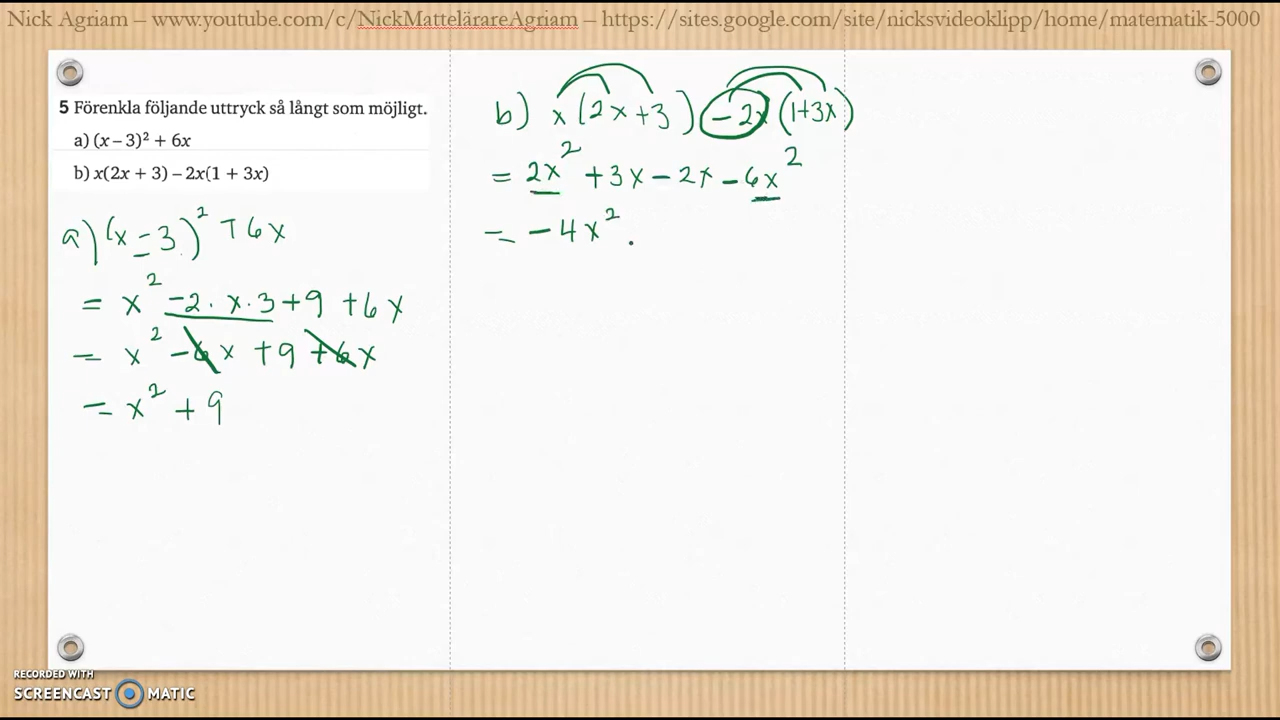 Nick Agriam – www.youtube.com/c/NickMattelärareAgriam – https://sites.google.com/site/nicksvideoklipp/home/matematik-5000
5 Förenkla följande uttryck så långt som möjligt.
a) (x – 3)² + 6x
b) x(2x + 3) – 2x(1 + 3x)
a) (x – 3)² + 6x
= x² – 2 · x · 3 + 9 + 6x
= x² – 6x + 9 + 6x
= x² + 9
b) x(2x + 3) – 2x(1 + 3x)
= 2x² + 3x – 2x – 6x²
= – 4x²
RECORDED WITH
SCREENCAST MATIC